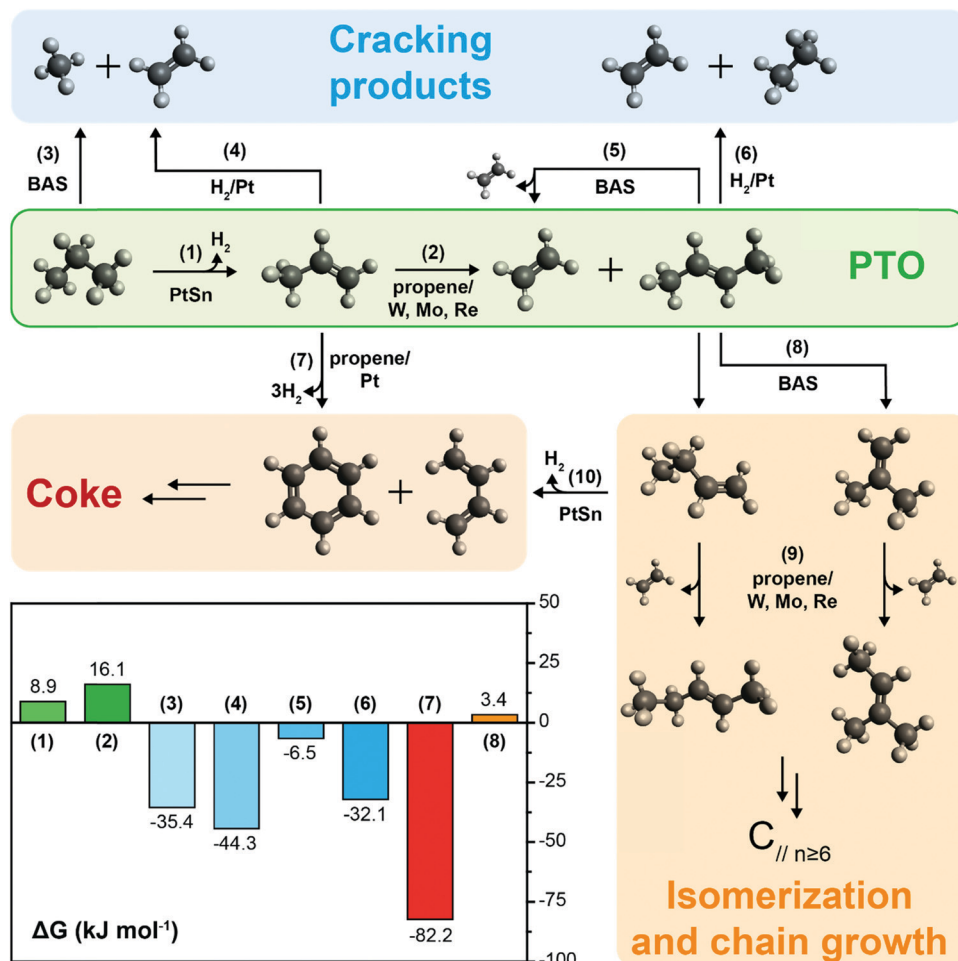 Cracking
products
+
+
(3)
BAS
(4)
H₂/Pt
(5)
BAS
(6)
H₂/Pt
(1)
H₂
PtSn
(2)
propene/
W, Mo, Re
+
PTO
(7)
propene/
Pt
3H₂
(8)
BAS
Coke
+
H₂
(10)
PtSn
(9)
propene/
W, Mo, Re
C// n≥6
Isomerization
and chain growth
50
25
0
-25
-50
-75
-100
8.9
16.1
(3)
(4)
(5)
(6)
(7)
3.4
(1)
(2)
(8)
-35.4
-44.3
-6.5
-32.1
-82.2
ΔG (kJ mol⁻¹)